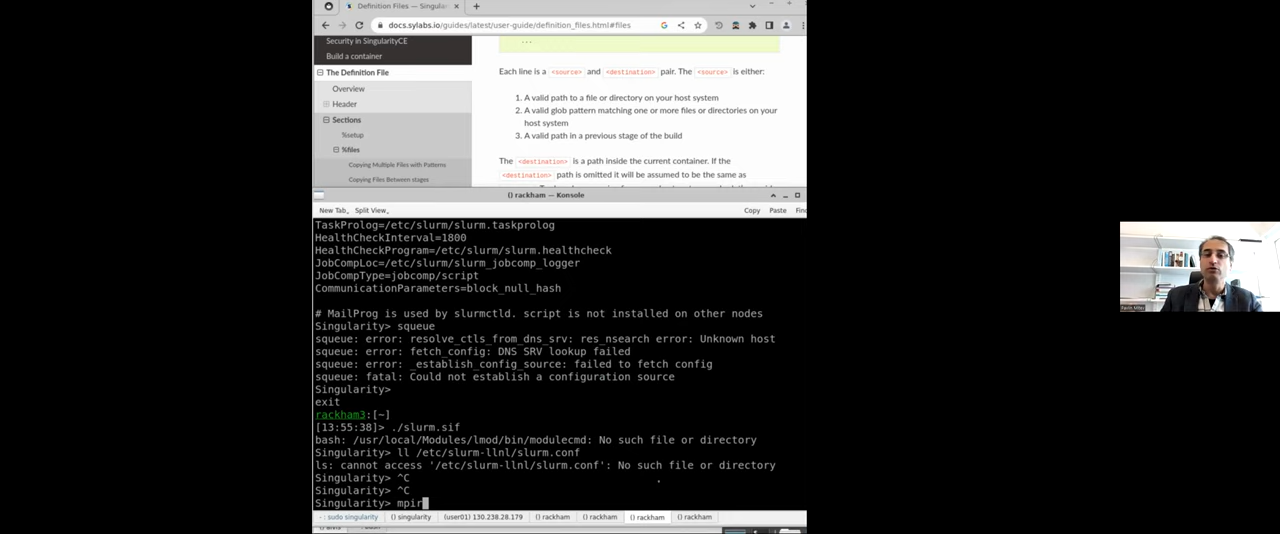 Definition Files — Singular
docs.sylabs.io/guides/latest/user-guide/definition_files.html#files
Security in SingularityCE
Build a container
The Definition File
Overview
Header
Sections
%setup
%files
Copying Multiple Files with Patterns
Copying Files Between stages
...
Each line is a <source> and <destination> pair. The <source> is either:
1. A valid path to a file or directory on your host system
2. A valid glob pattern matching one or more files or directories on your
host system
3. A valid path in a previous stage of the build
The <destination> is a path inside the current container. If the
<destination> path is omitted it will be assumed to be the same as
() rackham — Konsole
New Tab Split View Copy Paste Find
TaskProlog=/etc/slurm/slurm.taskprolog
HealthCheckInterval=1800
HealthCheckProgram=/etc/slurm/slurm.healthcheck
JobCompLoc=/etc/slurm/slurm_jobcomp_logger
JobCompType=jobcomp/script
CommunicationParameters=block_null_hash
# MailProg is used by slurmctld. script is not installed on other nodes
Singularity> squeue
squeue: error: resolve_ctls_from_dns_srv: res_nsearch error: Unknown host
squeue: error: fetch_config: DNS SRV lookup failed
squeue: error: _establish_config_source: failed to fetch config
squeue: fatal: Could not establish a configuration source
Singularity>
exit
rackham3:[~]
[13:55:38]> ./slurm.sif
bash: /usr/local/Modules/lmod/bin/modulecmd: No such file or directory
Singularity> ll /etc/slurm-llnl/slurm.conf
ls: cannot access '/etc/slurm-llnl/slurm.conf': No such file or directory
Singularity> ^C
Singularity> ^C
Singularity> mpir
sudo singularity () singularity (user01) 130.238.28.179 () rackham () rackham () rackham () rackham